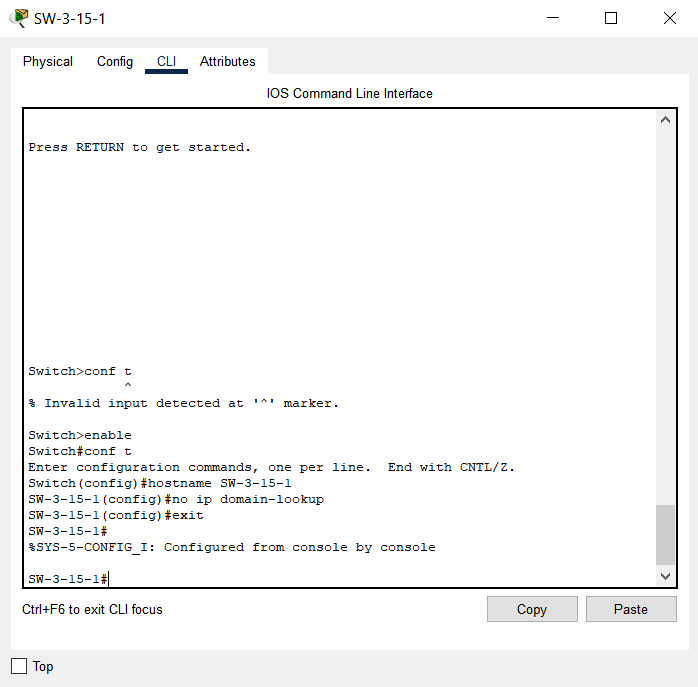 SW-3-15-1
Physical Config CLI Attributes
IOS Command Line Interface
Press RETURN to get started.
Switch>conf t
^
% Invalid input detected at '^' marker.
Switch>enable
Switch#conf t
Enter configuration commands, one per line.  End with CNTL/Z.
Switch(config)#hostname SW-3-15-1
SW-3-15-1(config)#no ip domain-lookup
SW-3-15-1(config)#exit
SW-3-15-1#
%SYS-5-CONFIG_I: Configured from console by console
SW-3-15-1#
Ctrl+F6 to exit CLI focus
Copy Paste
Top